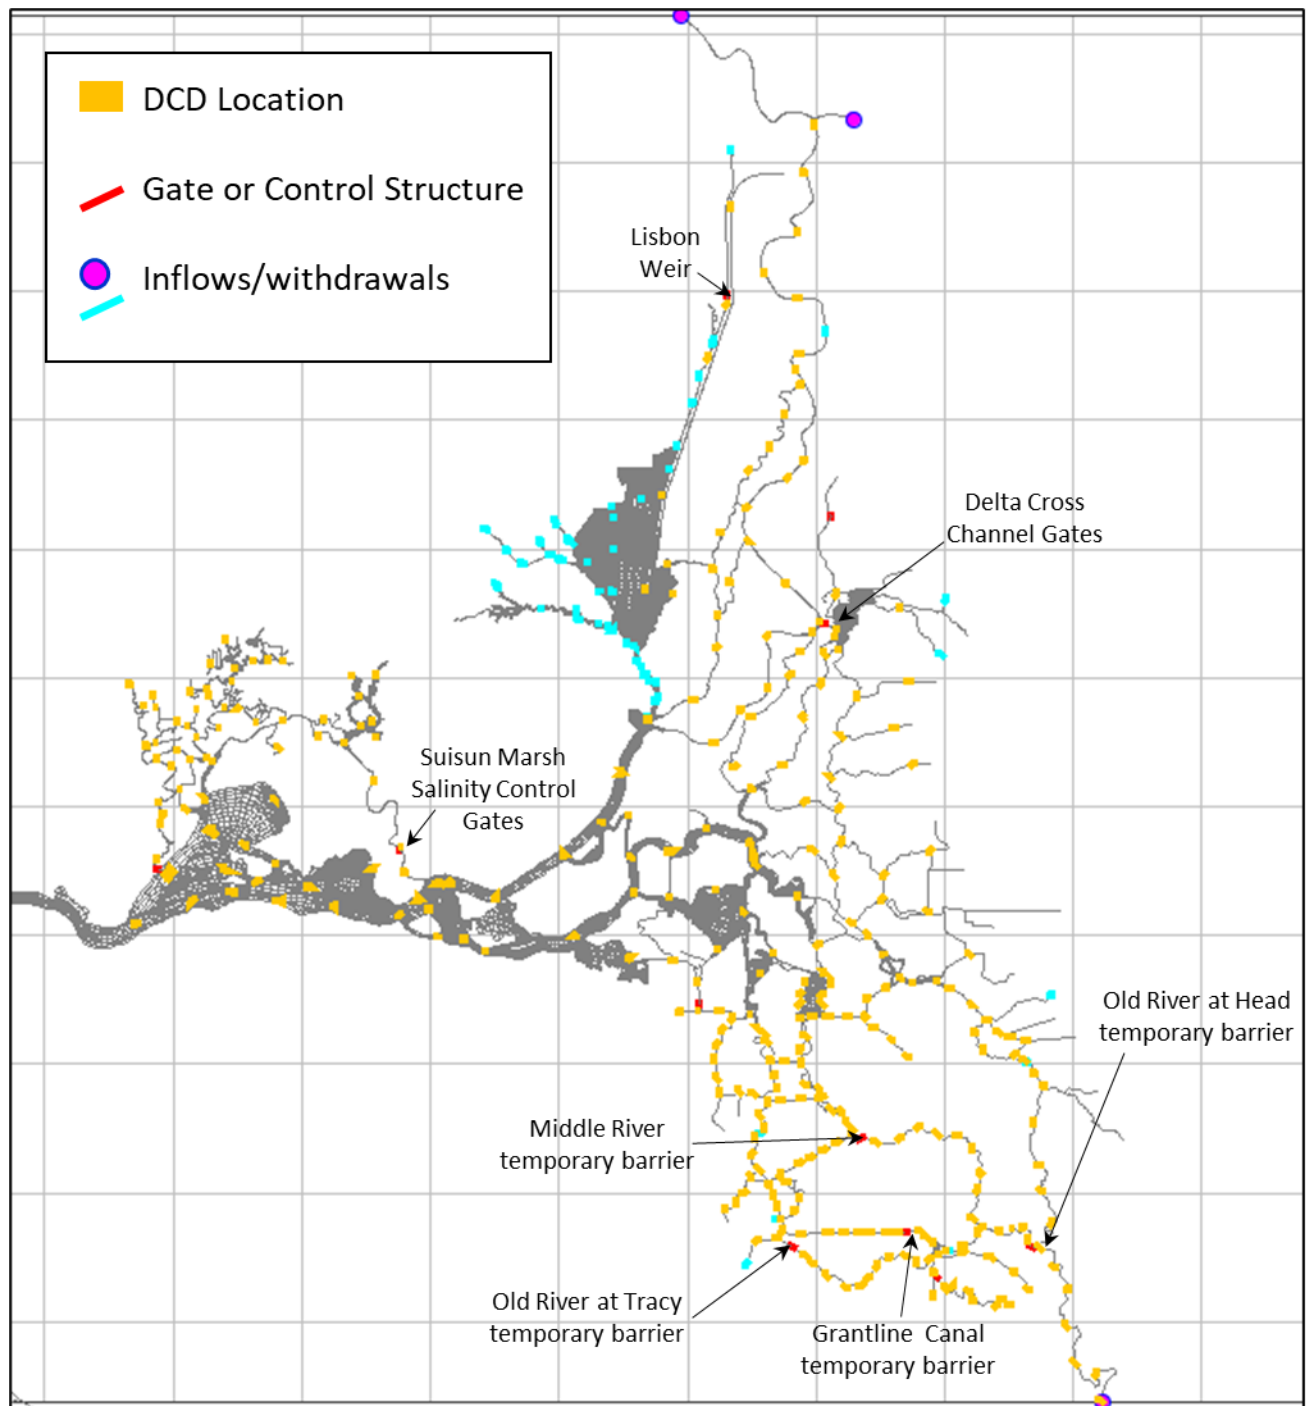 DCD Location
Gate or Control Structure
Inflows/withdrawals
Lisbon
Weir
Delta Cross
Channel Gates
Suisun Marsh
Salinity Control
Gates
Old River at Head
temporary barrier
Middle River
temporary barrier
Old River at Tracy
temporary barrier
Grantline Canal
temporary barrier